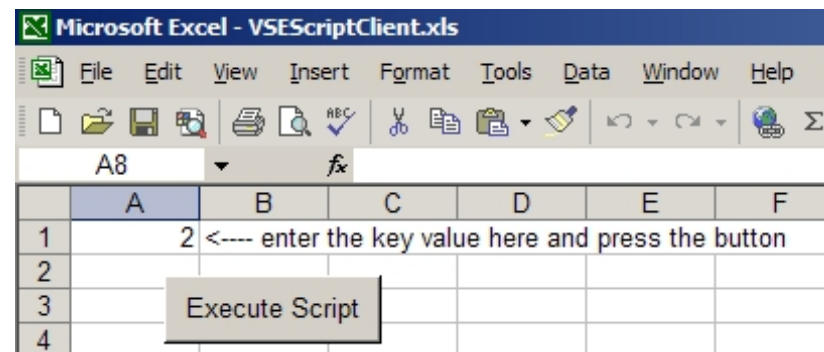 Microsoft Excel - VSEScriptClient.xls
File Edit View Insert Format Tools Data Window Help
ABC Σ
A8 fx
A B C D E F
1 2 <---- enter the key value here and press the button
2
3 Execute Script
4